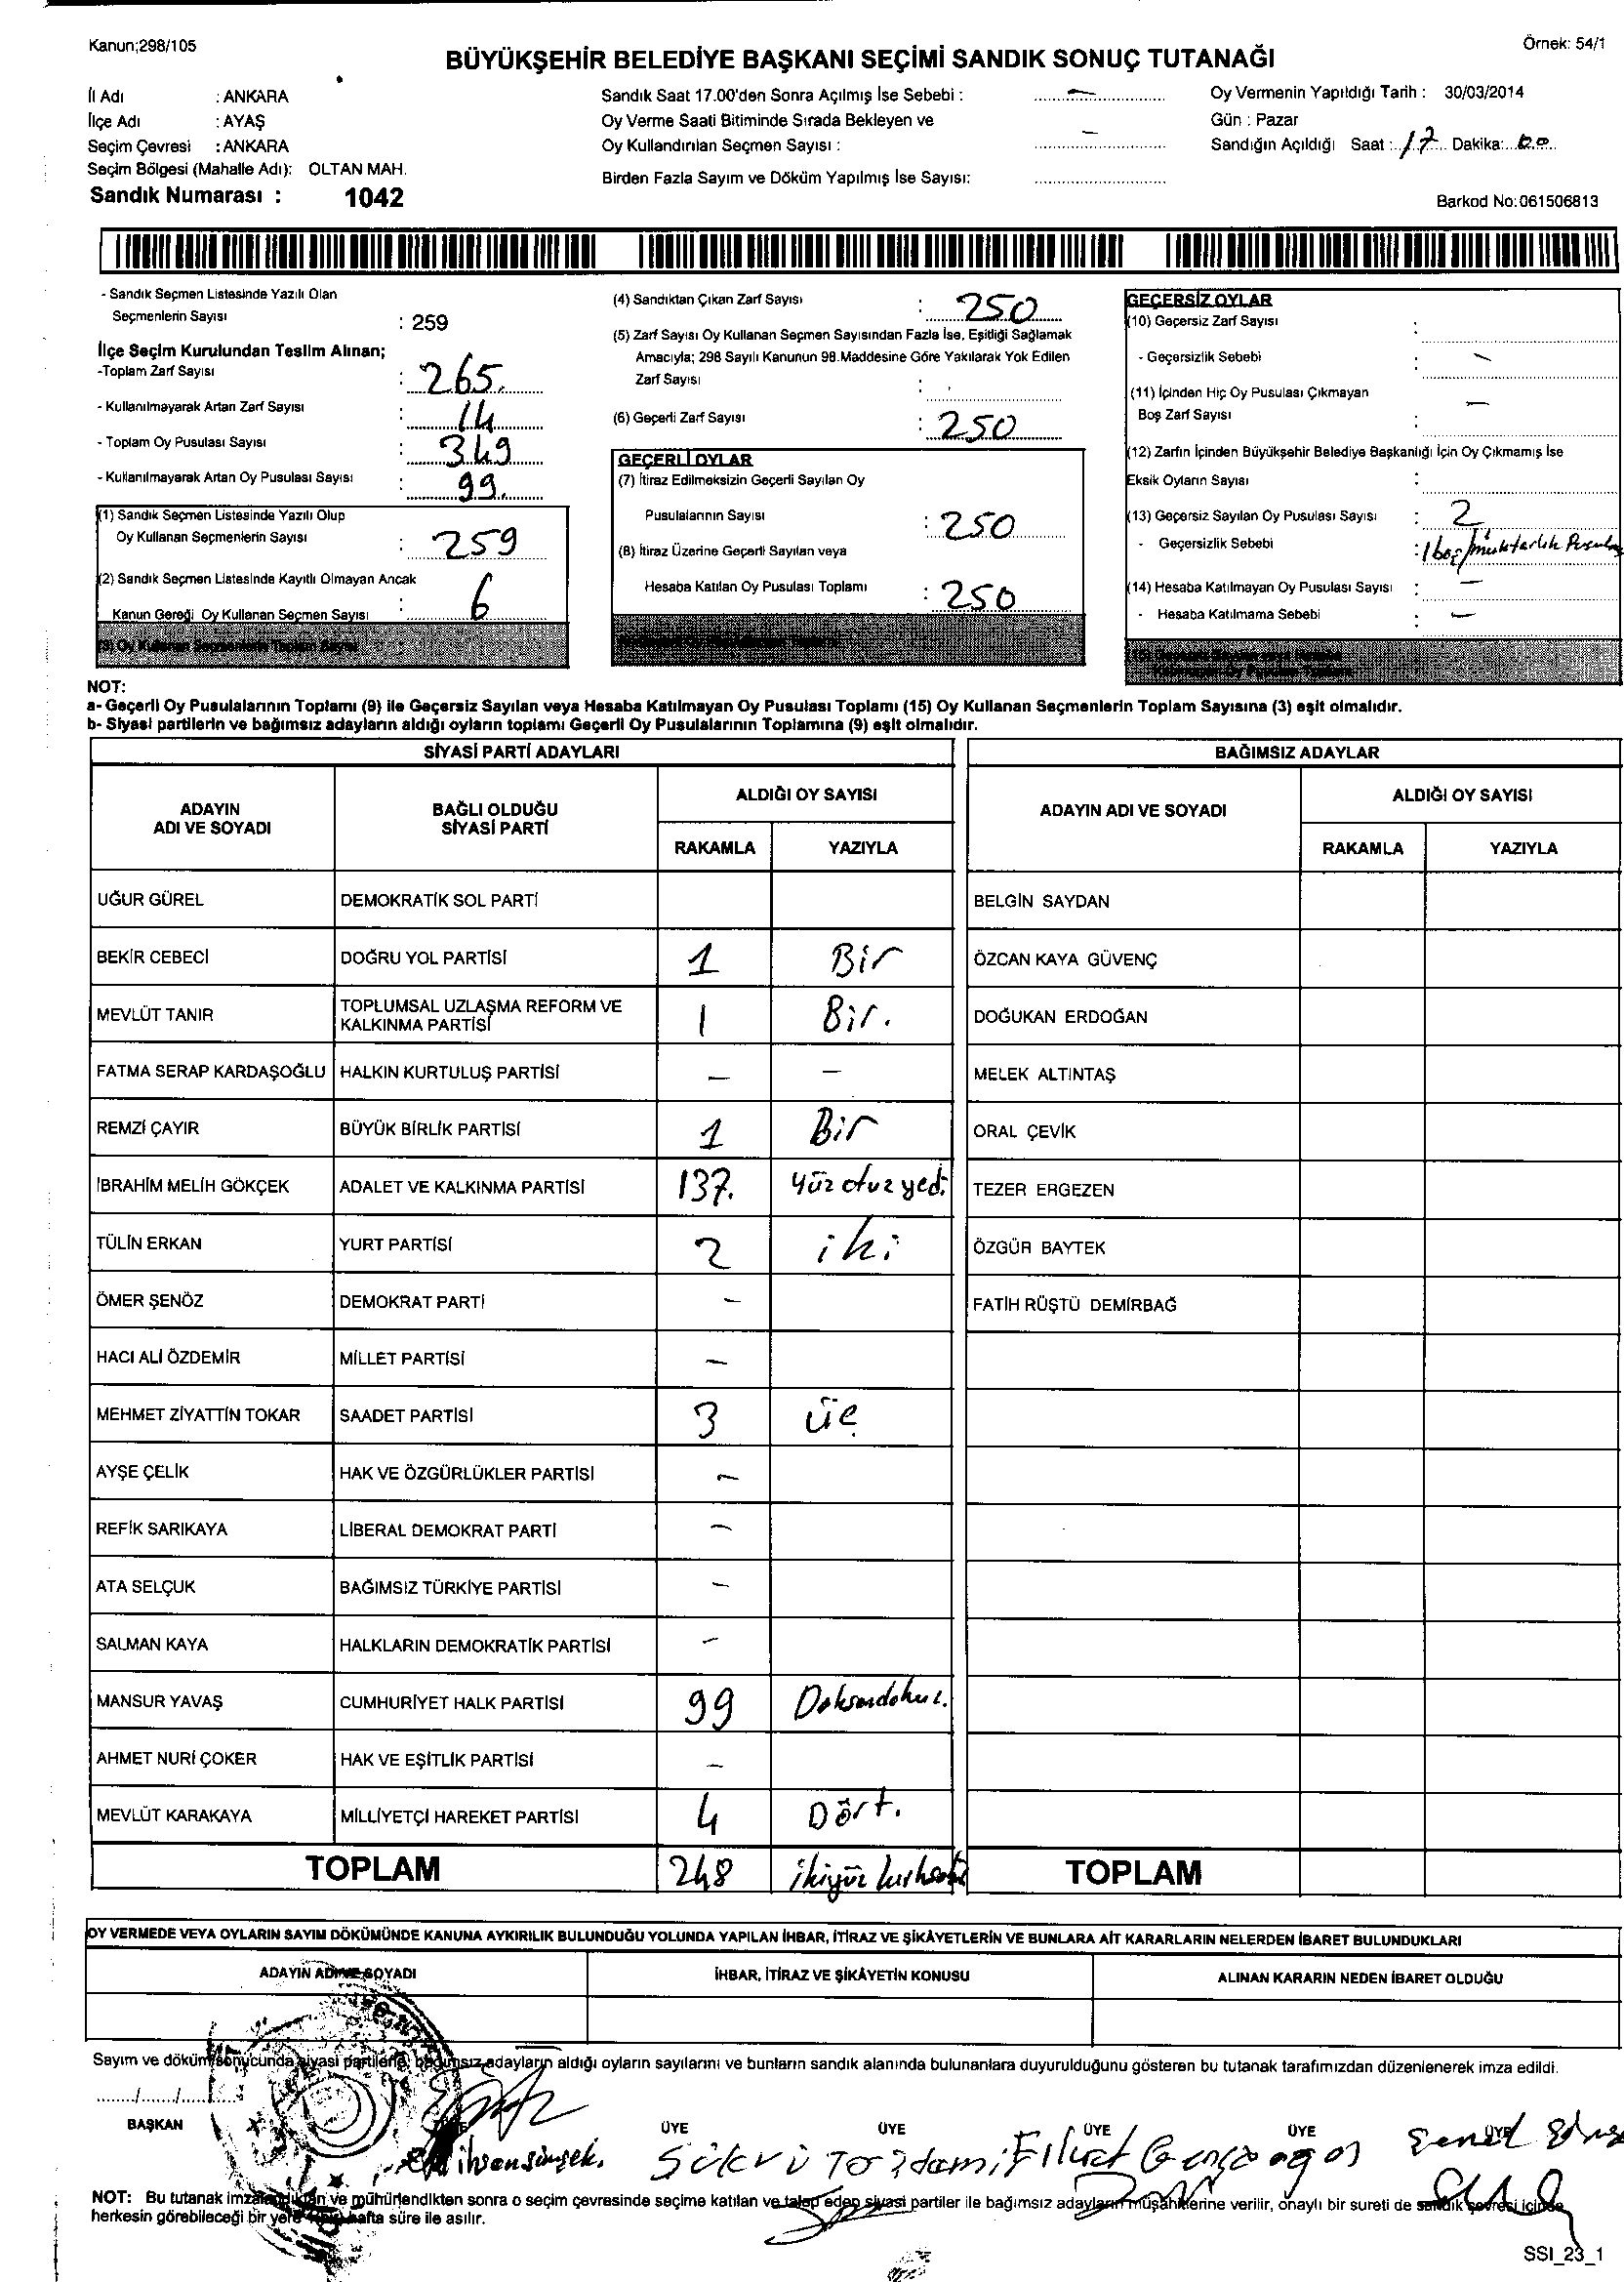 Kanun;298/105
Örnek: 54/1
BÜYÜKŞEHİR BELEDİYE BAŞKANI SEÇİMİ SANDIK SONUÇ TUTANAĞI
İl Adı : ANKARA
İlçe Adı : AYAŞ
Seçim Çevresi : ANKARA
Seçim Bölgesi (Mahalle Adı): OLTAN MAH.
Sandık Numarası : 1042
Sandık Saat 17.00'den Sonra Açılmış İse Sebebi : —
Oy Verme Saati Bitiminde Sırada Bekleyen ve
Oy Kullandırılan Seçmen Sayısı : —
Birden Fazla Sayım ve Döküm Yapılmış İse Sayısı:
Oy Vermenin Yapıldığı Tarih : 30/03/2014
Gün : Pazar
Sandığın Açıldığı Saat : 17 Dakika: 00
Barkod No:061506813
- Sandık Seçmen Listesinde Yazılı Olan
Seçmenlerin Sayısı : 259
İlçe Seçim Kurulundan Teslim Alınan;
-Toplam Zarf Sayısı : 265.
- Kullanılmayarak Artan Zarf Sayısı : 14
- Toplam Oy Pusulası Sayısı : 349
- Kullanılmayarak Artan Oy Pusulası Sayısı : 99.
(1) Sandık Seçmen Listesinde Yazılı Olup
Oy Kullanan Seçmenlerin Sayısı : 259
(2) Sandık Seçmen Listesinde Kayıtlı Olmayan Ancak
Kanun Gereği Oy Kullanan Seçmen Sayısı : 6
(3) Oy Kullanan Seçmenlerin Toplam Sayısı :
(4) Sandıktan Çıkan Zarf Sayısı : 250
(5) Zarf Sayısı Oy Kullanan Seçmen Sayısından Fazla İse, Eşitliği Sağlamak
Amacıyla; 298 Sayılı Kanunun 98.Maddesine Göre Yakılarak Yok Edilen
Zarf Sayısı :
(6) Geçerli Zarf Sayısı : 250
GEÇERLİ OYLAR
(7) İtiraz Edilmeksizin Geçerli Sayılan Oy
Pusulalarının Sayısı : 250
(8) İtiraz Üzerine Geçerli Sayılan veya
Hesaba Katılan Oy Pusulası Toplamı : 250
GEÇERSİZ OYLAR
(10) Geçersiz Zarf Sayısı :
- Geçersizlik Sebebi : —
(11) İçinden Hiç Oy Pusulası Çıkmayan
Boş Zarf Sayısı : —
(12) Zarfın İçinden Büyükşehir Belediye Başkanlığı İçin Oy Çıkmamış İse
Eksik Oyların Sayısı :
(13) Geçersiz Sayılan Oy Pusulası Sayısı : 2
- Geçersizlik Sebebi : 1 boş/muhtarlık
(14) Hesaba Katılmayan Oy Pusulası Sayısı : —
- Hesaba Katılmama Sebebi : —
NOT:
a- Geçerli Oy Pusulalarının Toplamı (9) ile Geçersiz Sayılan veya Hesaba Katılmayan Oy Pusulası Toplamı (15) Oy Kullanan Seçmenlerin Toplam Sayısına (3) eşit olmalıdır.
b- Siyasi partilerin ve bağımsız adayların aldığı oyların toplamı Geçerli Oy Pusulalarının Toplamına (9) eşit olmalıdır.
SİYASİ PARTİ ADAYLARI
ADAYIN ADI VE SOYADI BAĞLI OLDUĞU SİYASİ PARTİ ALDIĞI OY SAYISI
RAKAMLA YAZIYLA
UĞUR GÜREL DEMOKRATİK SOL PARTİ
BEKİR CEBECİ DOĞRU YOL PARTİSİ 1 Bir
MEVLÜT TANIR TOPLUMSAL UZLAŞMA REFORM VE KALKINMA PARTİSİ 1 Bir.
FATMA SERAP KARDAŞOĞLU HALKIN KURTULUŞ PARTİSİ — —
REMZİ ÇAYIR BÜYÜK BİRLİK PARTİSİ 1 Bir
İBRAHİM MELİH GÖKÇEK ADALET VE KALKINMA PARTİSİ 137. yüz otuz yedi
TÜLİN ERKAN YURT PARTİSİ 2 iki
ÖMER ŞENÖZ DEMOKRAT PARTİ —
HACI ALİ ÖZDEMİR MİLLET PARTİSİ —
MEHMET ZİYATTİN TOKAR SAADET PARTİSİ 3 üç
AYŞE ÇELİK HAK VE ÖZGÜRLÜKLER PARTİSİ —
REFİK SARIKAYA LİBERAL DEMOKRAT PARTİ —
ATA SELÇUK BAĞIMSIZ TÜRKİYE PARTİSİ —
SALMAN KAYA HALKLARIN DEMOKRATİK PARTİSİ —
MANSUR YAVAŞ CUMHURİYET HALK PARTİSİ 99 Doksandokuz.
AHMET NURİ ÇOKER HAK VE EŞİTLİK PARTİSİ —
MEVLÜT KARAKAYA MİLLİYETÇİ HAREKET PARTİSİ 4 Dört.
TOPLAM 248 ikiyüz kırksekiz
BAĞIMSIZ ADAYLAR
ADAYIN ADI VE SOYADI ALDIĞI OY SAYISI
RAKAMLA YAZIYLA
BELGİN SAYDAN
ÖZCAN KAYA GÜVENÇ
DOĞUKAN ERDOĞAN
MELEK ALTINTAŞ
ORAL ÇEVİK
TEZER ERGEZEN
ÖZGÜR BAYTEK
FATİH RÜŞTÜ DEMİRBAĞ
TOPLAM
OY VERMEDE VEYA OYLARIN SAYIM DÖKÜMÜNDE KANUNA AYKIRILIK BULUNDUĞU YOLUNDA YAPILAN İHBAR, İTİRAZ VE ŞİKÂYETLERİN VE BUNLARA AİT KARARLARIN NELERDEN İBARET BULUNDUKLARI
ADAYIN ADI VE SOYADI İHBAR, İTİRAZ VE ŞİKÂYETİN KONUSU ALINAN KARARIN NEDEN İBARET OLDUĞU
Sayım ve döküm sonucunda siyasi partilerle, bağımsız adayların aldığı oyların sayılarını ve bunların sandık alanında bulunanlara duyurulduğunu gösteren bu tutanak tarafımızdan düzenlenerek imza edildi.
......../......../........
BAŞKAN ÜYE ÜYE ÜYE ÜYE ÜYE
ihsan şimşek. Şükrü
NOT: Bu tutanak imzalandıktan ve mühürlendikten sonra o seçim çevresinde seçime katılan ve talep eden siyasi partiler ile bağımsız adayların müşahitlerine verilir, onaylı bir sureti de sandık çevresi içinde
herkesin görebileceği bir yere hafta süre ile asılır.
SSI_23_1